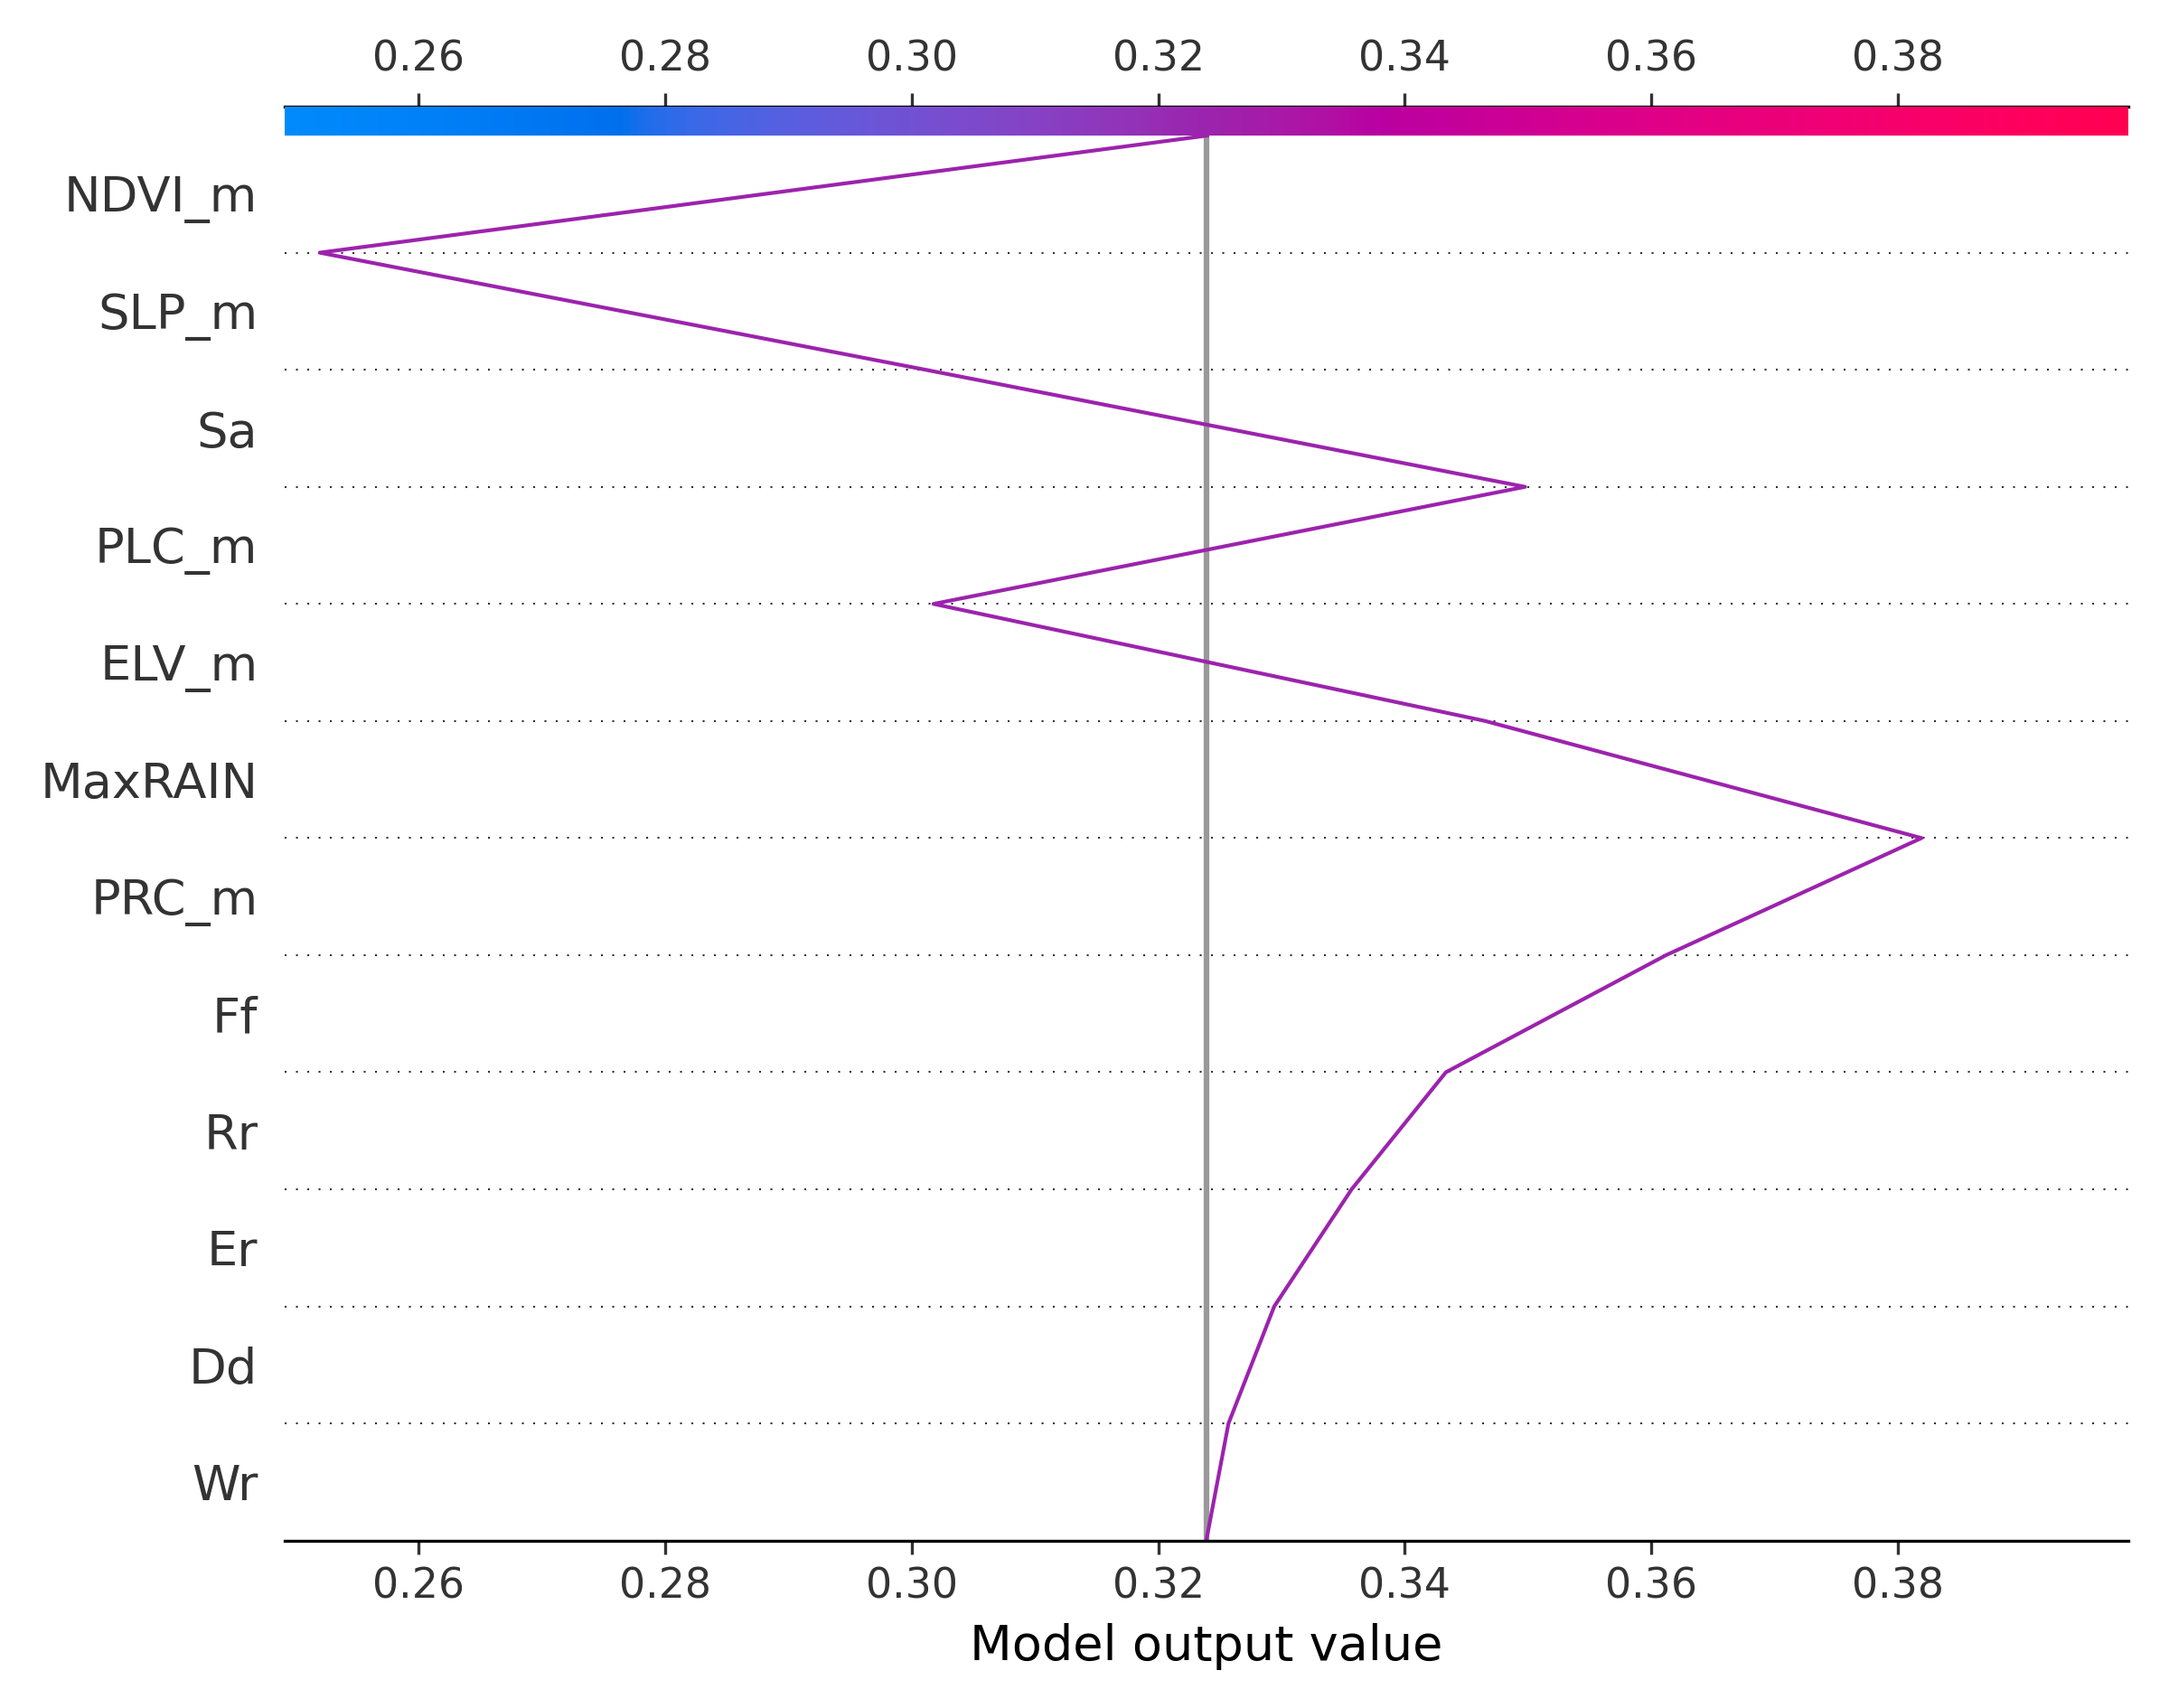 0.26 0.28 0.30 0.32 0.34 0.36 0.38
NDVI_m
SLP_m
Sa
PLC_m
ELV_m
MaxRAIN
PRC_m
Ff
Rr
Er
Dd
Wr
0.26 0.28 0.30 0.32 0.34 0.36 0.38
Model output value